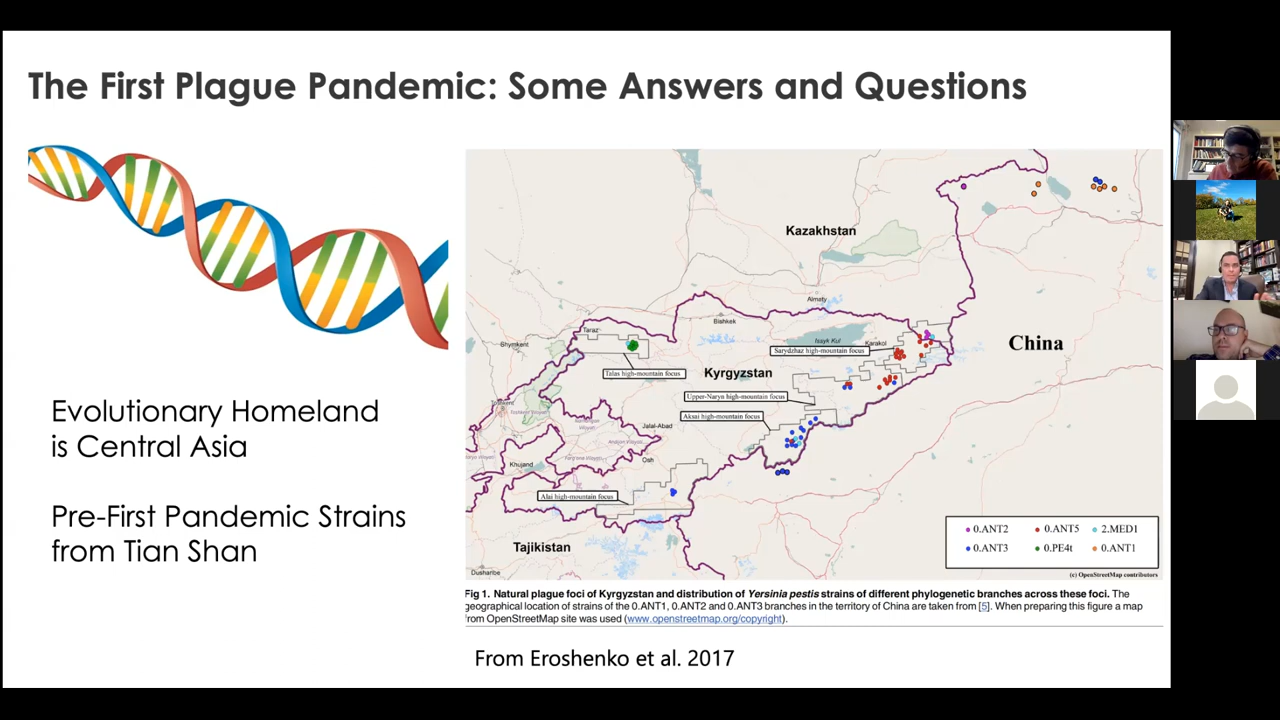 The First Plague Pandemic: Some Answers and Questions
Evolutionary Homeland
is Central Asia
Pre-First Pandemic Strains
from Tian Shan
Kazakhstan
Almaty
Bishkek
Taraz
Shymkent
Issyk Kul
Karakol
Sarydzhaz high-mountain focus
China
Talas high-mountain focus
Kyrgyzstan
Upper-Naryn high-mountain focus
Aksai high-mountain focus
Jalal-Abad
Osh
Khujand
Alai high-mountain focus
Tajikistan
0.ANT2 0.ANT5 2.MED1
0.ANT3 0.PE4t 0.ANT1
(c) OpenStreetMap contributors
Fig 1. Natural plague foci of Kyrgyzstan and distribution of Yersinia pestis strains of different phylogenetic branches across these foci. The
geographical location of strains of the 0.ANT1, 0.ANT2 and 0.ANT3 branches in the territory of China are taken from [5]. When preparing this figure a map
from OpenStreetMap site was used (www.openstreetmap.org/copyright).
From Eroshenko et al. 2017